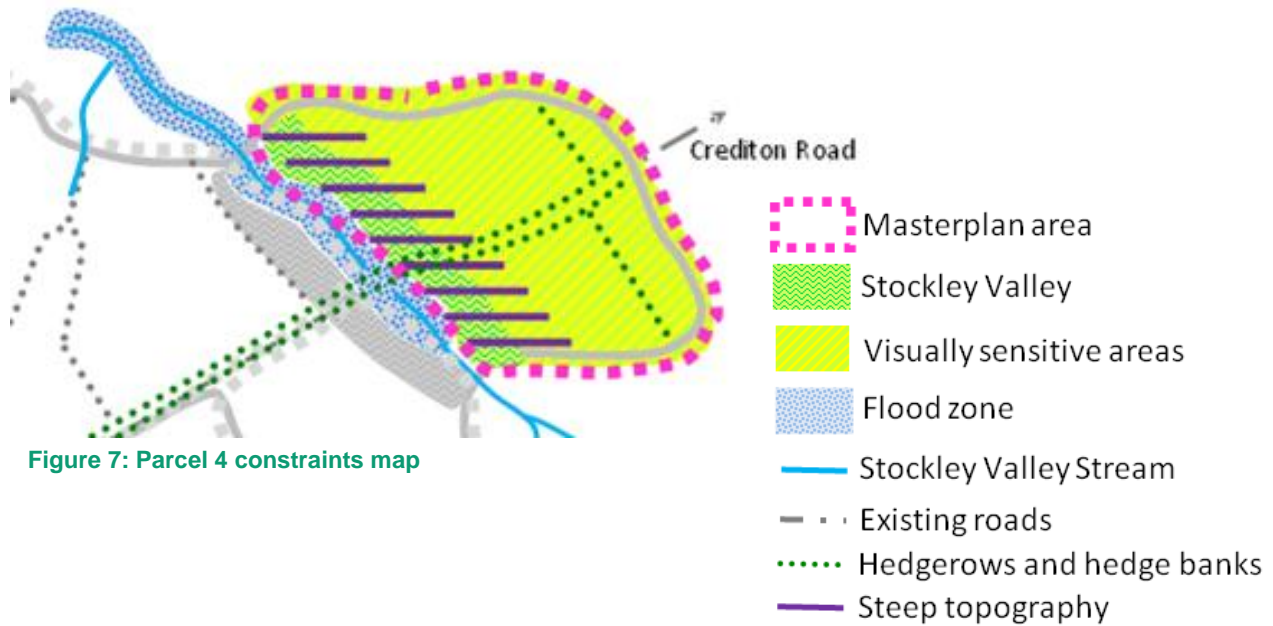 Crediton Road
Masterplan area
Stockley Valley
Visually sensitive areas
Flood zone
Stockley Valley Stream
Existing roads
Hedgerows and hedge banks
Steep topography
Figure 7: Parcel 4 constraints map